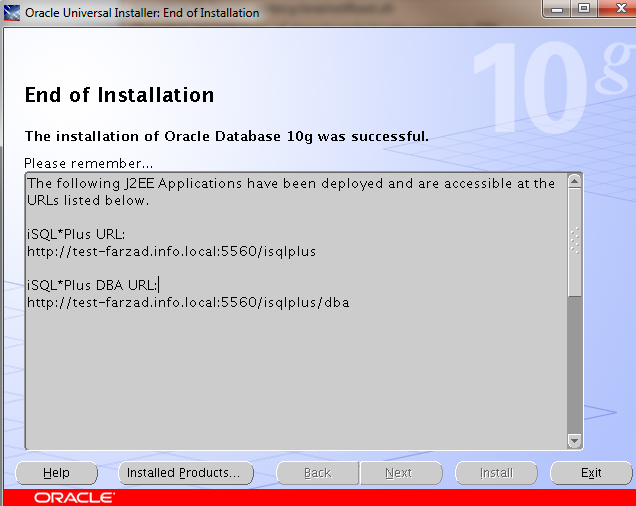 Oracle Universal Installer: End of Installation
10g
End of Installation
The installation of Oracle Database 10g was successful.
Please remember...
The following J2EE Applications have been deployed and are accessible at the
URLs listed below.
iSQL*Plus URL:
http://test-farzad.info.local:5560/isqlplus
iSQL*Plus DBA URL:
http://test-farzad.info.local:5560/isqlplus/dba
Help Installed Products... Back Next Install Exit
ORACLE